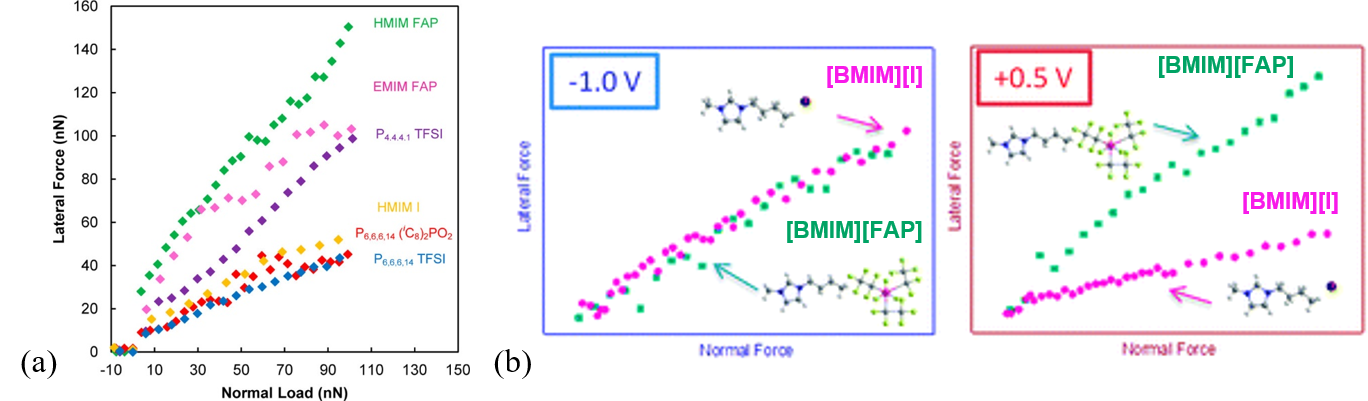 160
140
120
100
80
60
40
20
0
-10 10 30 50 70 90 110 130 150
Lateral Force (nN)
Normal Load (nN)
HMIM FAP
EMIM FAP
P4.4.4.1 TFSI
HMIM I
P6,6,6,14 (iC8)2PO2
P6,6,6,14 TFSI
(a)
-1.0 V
[BMIM][I]
[BMIM][FAP]
Lateral Force
Normal Force
(b)
+0.5 V
[BMIM][FAP]
[BMIM][I]
Lateral Force
Normal Force